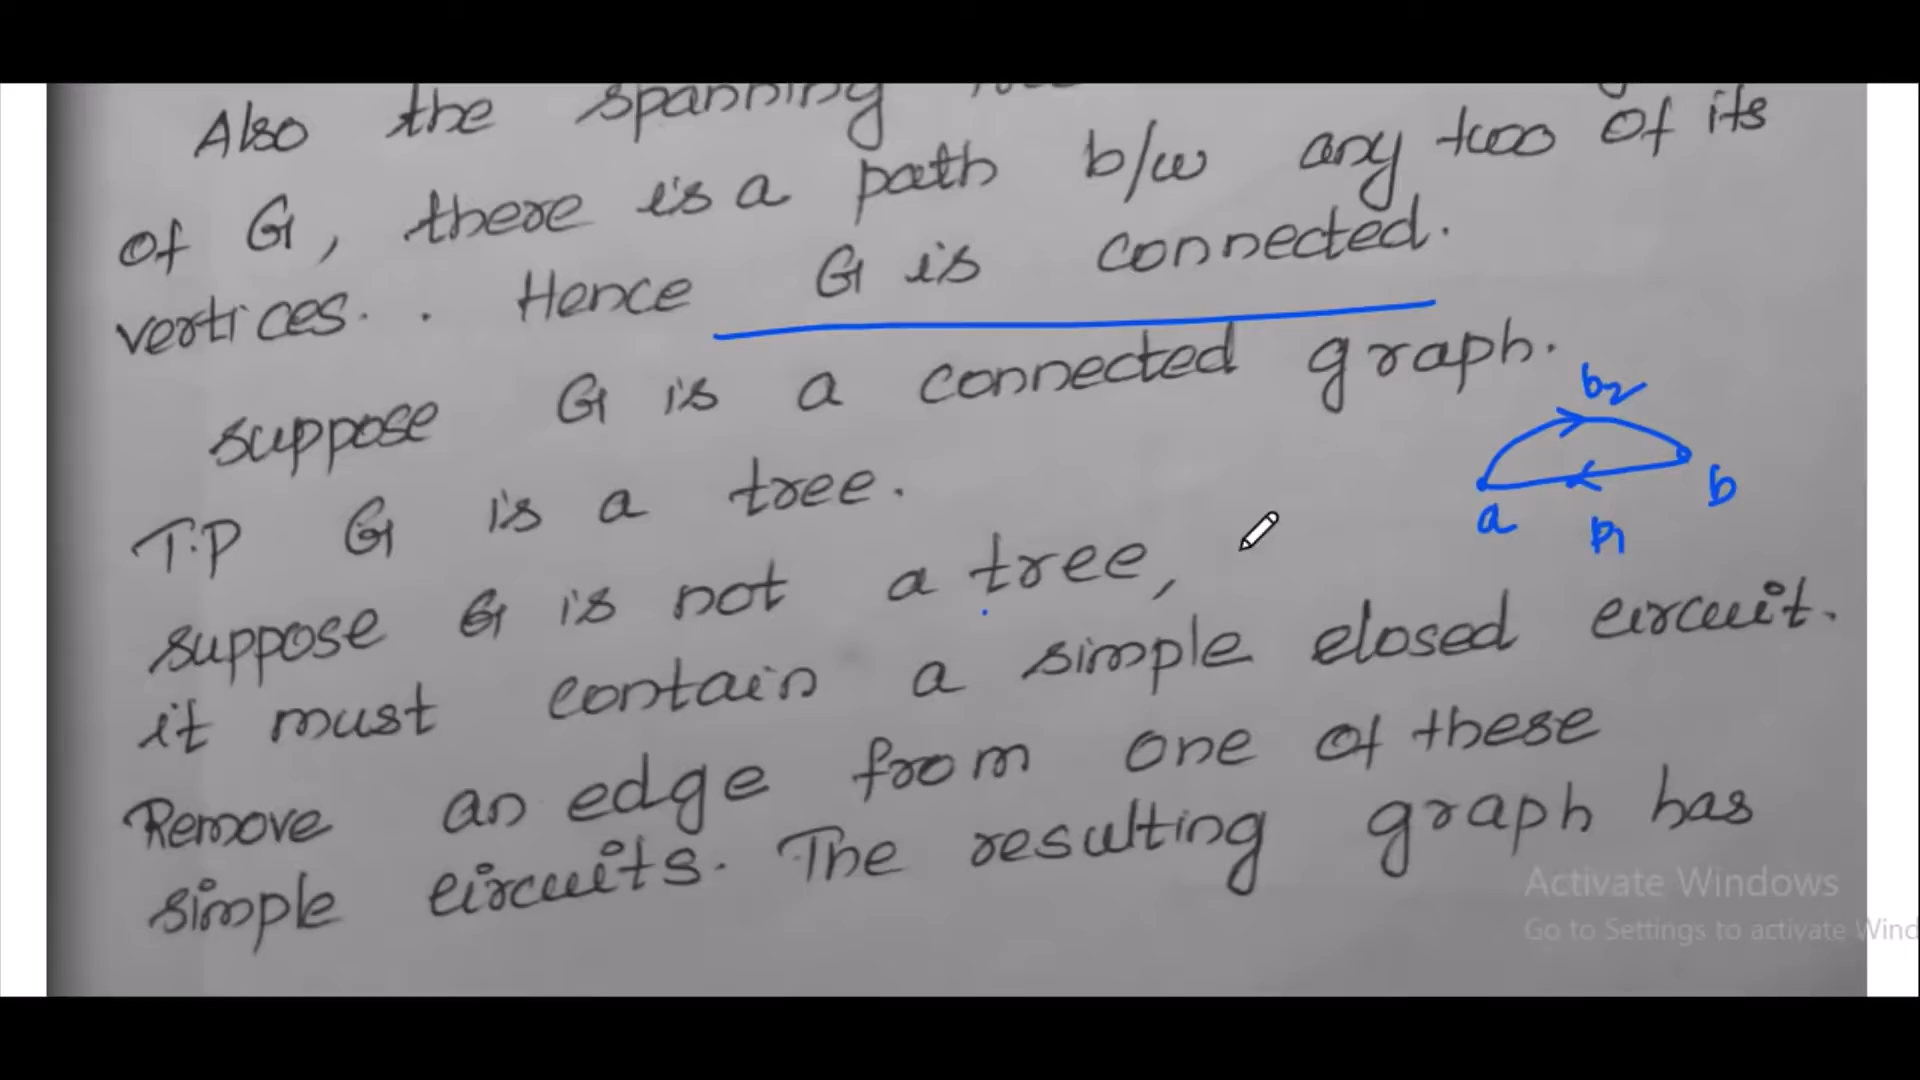 Also the spanning
of G, there is a path b/w any two of its
vertices. . Hence G is connected.
suppose G is a connected graph.
T.P G is a tree.
suppose G is not a tree,
it must contain a simple closed circuit.
Remove an edge from one of these
simple circuits. The resulting graph has
a
b
Activate Windows
Go to Settings to activate Wind